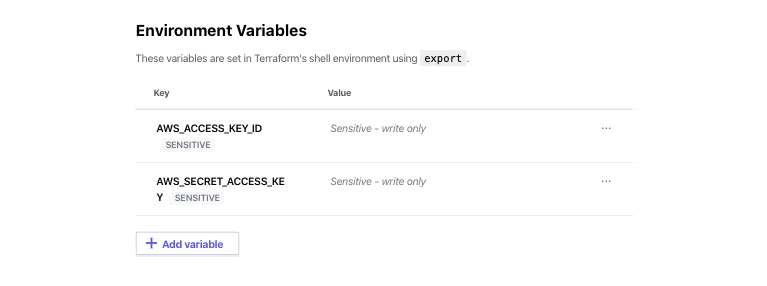 Environment Variables
These variables are set in Terraform's shell environment using export.
Key Value
AWS_ACCESS_KEY_ID Sensitive - write only ...
SENSITIVE
AWS_SECRET_ACCESS_KE Sensitive - write only ...
Y SENSITIVE
+ Add variable